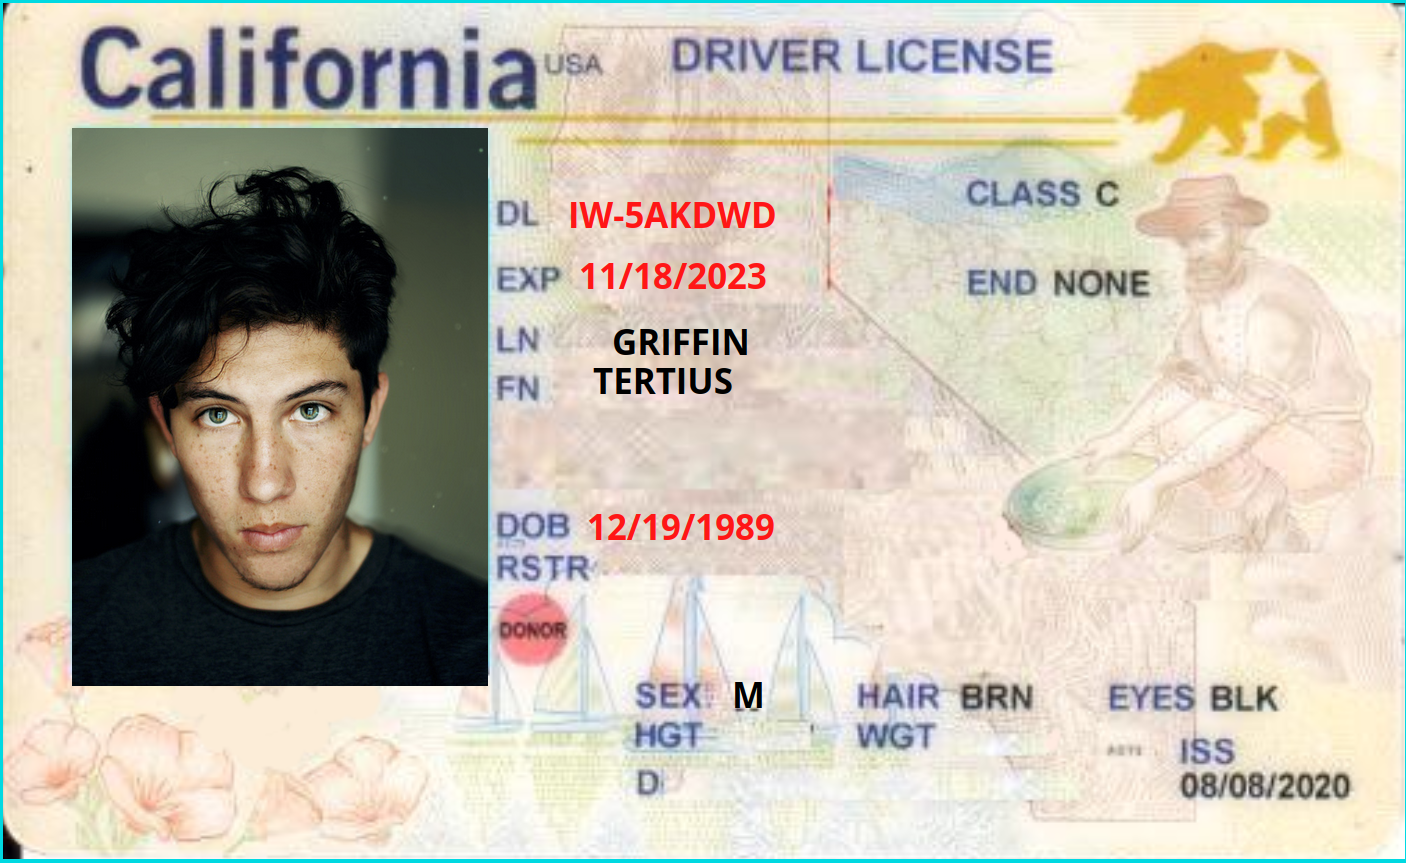 California USA DRIVER LICENSE
DL IW-5AKDWD
CLASS C
EXP 11/18/2023
END NONE
LN GRIFFIN
FN TERTIUS
DOB 12/19/1989
RSTR
DONOR
SEX M HAIR BRN EYES BLK
HGT WGT
ISS
D
08/08/2020